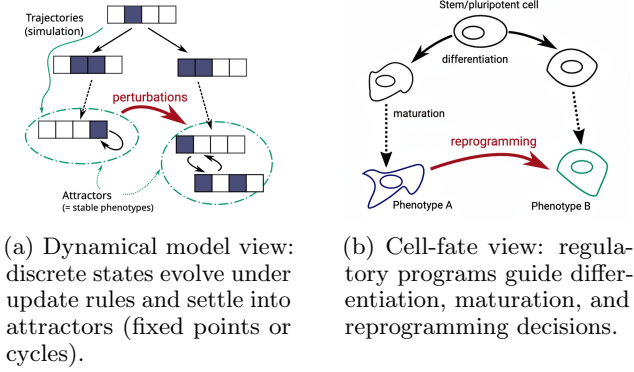 Trajectories
(simulation)
perturbations
Attractors
(= stable phenotypes)
(a) Dynamical model view:
discrete states evolve under
update rules and settle into
attractors (fixed points or
cycles).
Stem/pluripotent cell
differentiation
maturation
reprogramming
Phenotype A
Phenotype B
(b) Cell-fate view: regula-
tory programs guide differ-
entiation, maturation, and
reprogramming decisions.